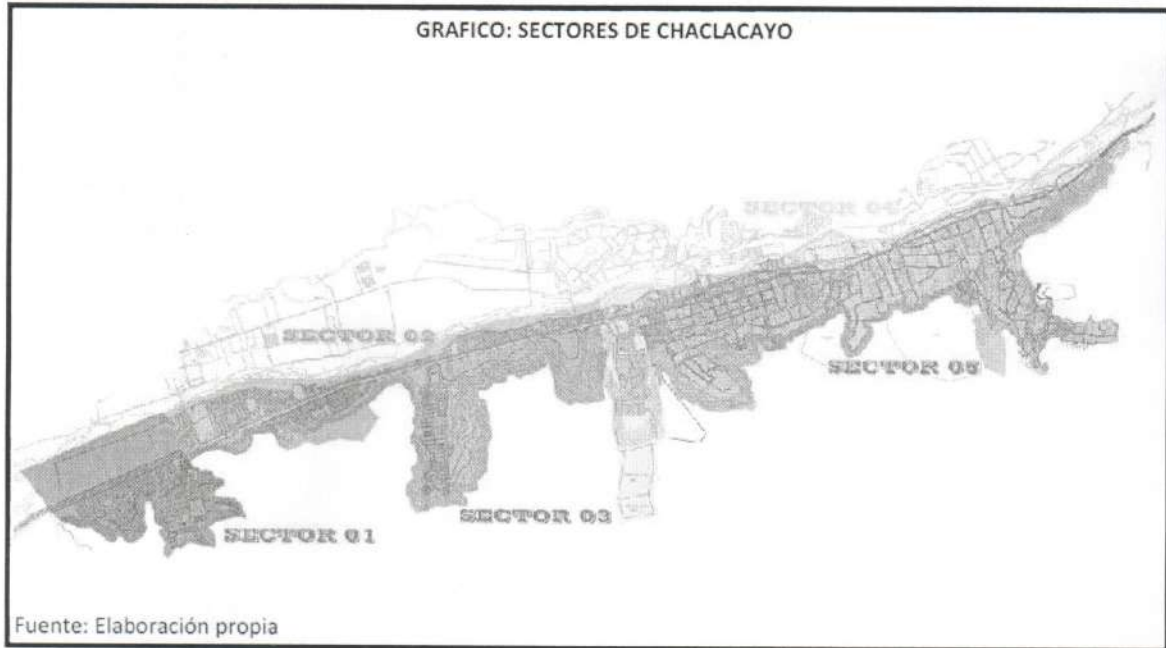 GRAFICO: SECTORES DE CHACLACAYO
SECTOR 04
SECTOR 02
SECTOR 05
SECTOR 03
SECTOR 01
Fuente: Elaboración propia